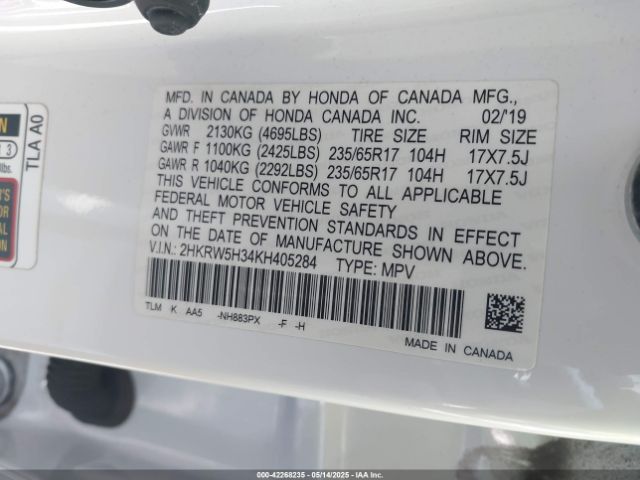 MFD. IN CANADA BY HONDA OF CANADA MFG.,
A DIVISION OF HONDA CANADA INC. 02/'19
GVWR 2130KG (4695LBS) TIRE SIZE RIM SIZE
GAWR F 1100KG (2425LBS) 235/65R17 104H 17X7.5J
GAWR R 1040KG (2292LBS) 235/65R17 104H 17X7.5J
THIS VEHICLE CONFORMS TO ALL APPLICABLE
FEDERAL MOTOR VEHICLE SAFETY
AND THEFT PREVENTION STANDARDS IN EFFECT
ON THE DATE OF MANUFACTURE SHOWN ABOVE.
V.I.N.: 2HKRW5H34KH405284 TYPE: MPV
TLM K AA5 -NH883PX -F -H
MADE IN CANADA
TLA A0
3
lbs.
000-42268235 05/14/2025 IAAI.COM